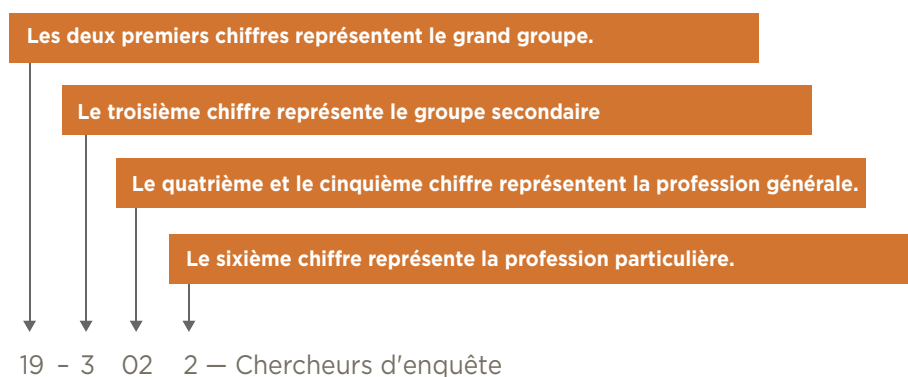 Les deux premiers chiffres représentent le grand groupe.
Le troisième chiffre représente le groupe secondaire
Le quatrième et le cinquième chiffre représentent la profession générale.
Le sixième chiffre représente la profession particulière.
19 – 3 02 2 — Chercheurs d'enquête